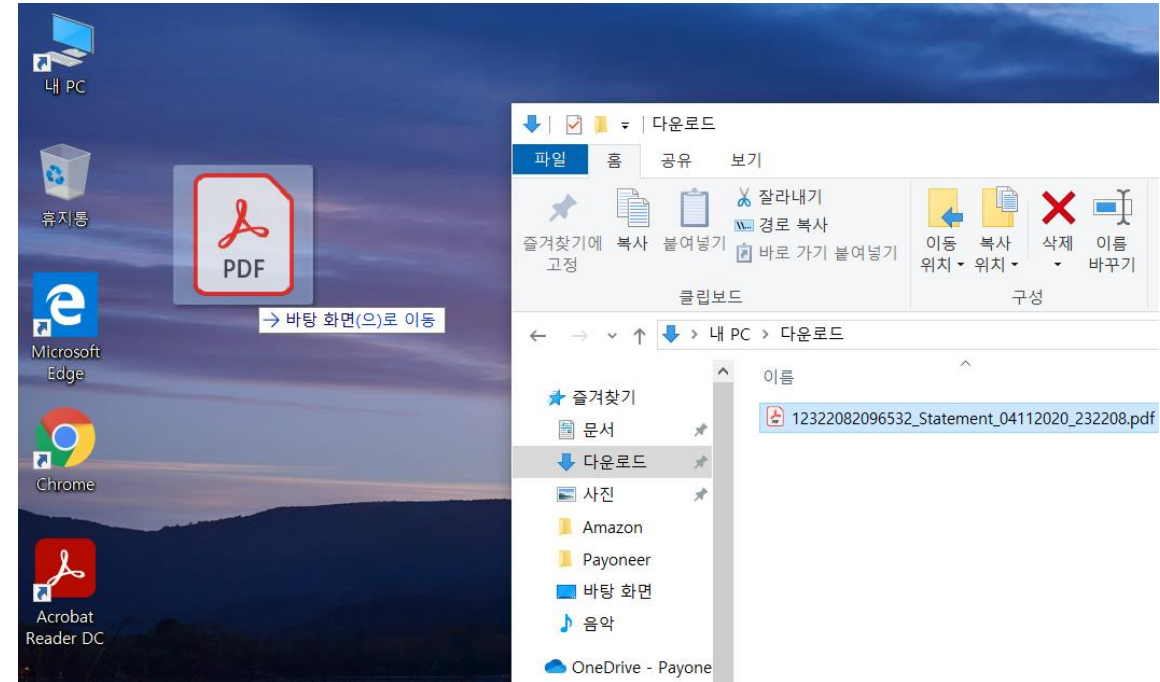 내 PC
휴지통
PDF
→ 바탕 화면(으)로 이동
Microsoft
Edge
Chrome
Acrobat
Reader DC
다운로드
파일 홈 공유 보기
즐겨찾기에
고정
복사
붙여넣기
잘라내기
경로 복사
바로 가기 붙여넣기
클립보드
이동
위치
복사
위치
삭제
이름
바꾸기
구성
내 PC > 다운로드
즐겨찾기
문서
다운로드
사진
Amazon
Payoneer
바탕 화면
음악
OneDrive - Payone
이름
12322082096532_Statement_04112020_232208.pdf